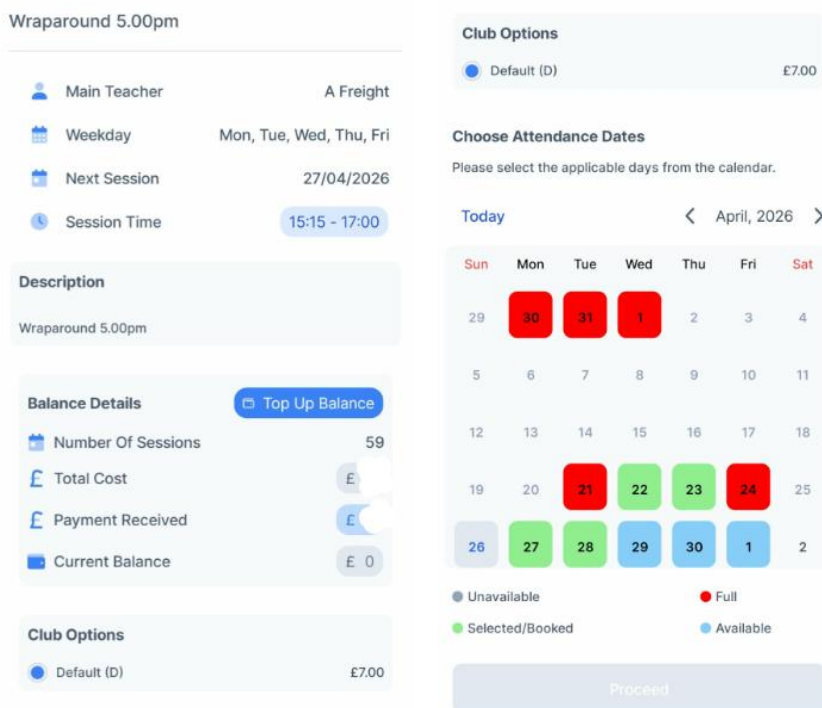 Wraparound 5.00pm
Main Teacher A Freight
Weekday Mon, Tue, Wed, Thu, Fri
Next Session 27/04/2026
Session Time 15:15 - 17:00
Description
Wraparound 5.00pm
Balance Details Top Up Balance
Number Of Sessions 59
£ Total Cost £
£ Payment Received £
Current Balance £ 0
Club Options
Default (D) £7.00
Club Options
Default (D) £7.00
Choose Attendance Dates
Please select the applicable days from the calendar.
Today < April, 2026 >
Sun Mon Tue Wed Thu Fri Sat
29 30 31 1 2 3 4
5 6 7 8 9 10 11
12 13 14 15 16 17 18
19 20 21 22 23 24 25
26 27 28 29 30 1 2
Unavailable Full
Selected/Booked Available
Proceed